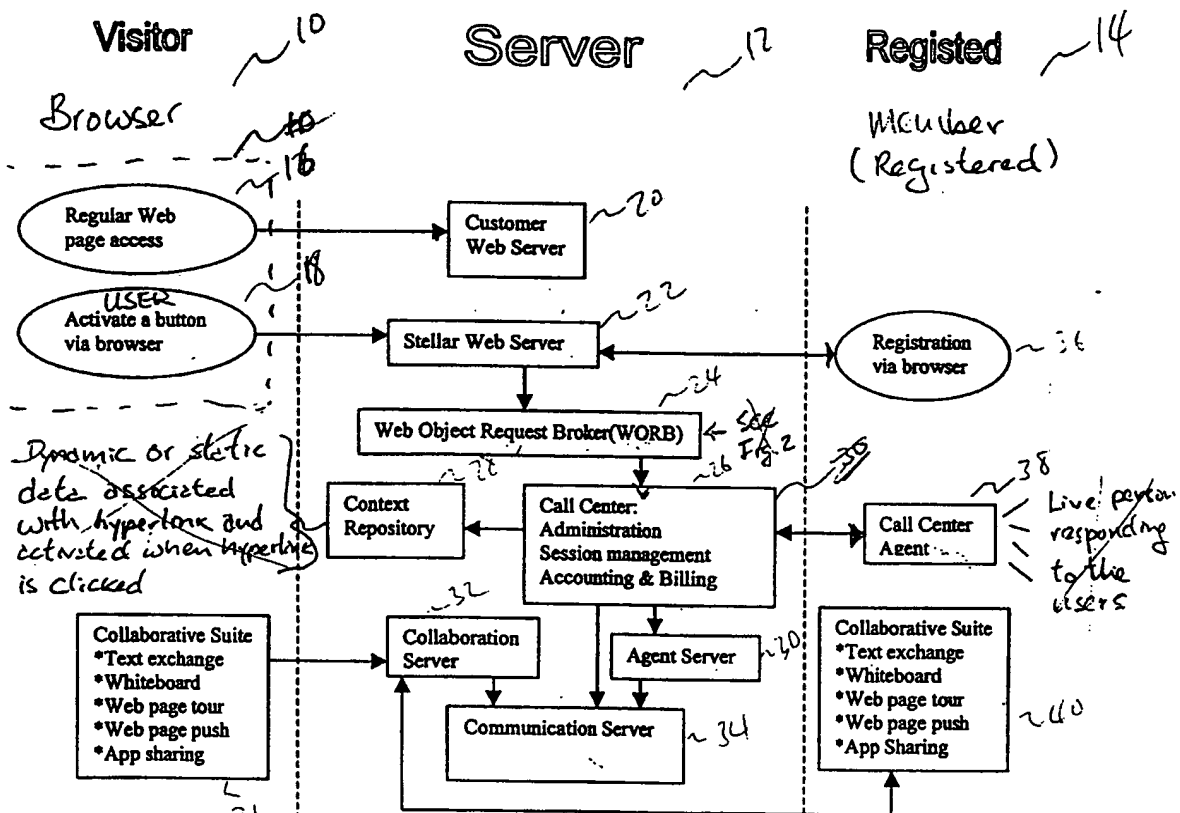 Visitor
10
Server
12
Registed
14
Browser
10
Member
(Registered)
16
Regular Web
page access
Customer
Web Server
20
18
USER
Activate a button
via browser
22
Stellar Web Server
Registration
via browser
36
24
Web Object Request Broker(WORB)
see
Fig. 2
Dynamic or static
data associated
with hyperlink and
activated when hyperlink
is clicked
28
Context
Repository
26
30
Call Center:
Administration
Session management
Accounting & Billing
38
Call Center
Agent
Live person
responding
to the
users
32
Collaborative Suite
*Text exchange
*Whiteboard
*Web page tour
*Web page push
*App sharing
Collaboration
Server
Agent Server
30
Communication Server
34
Collaborative Suite
*Text exchange
*Whiteboard
*Web page tour
*Web page push
*App Sharing
40